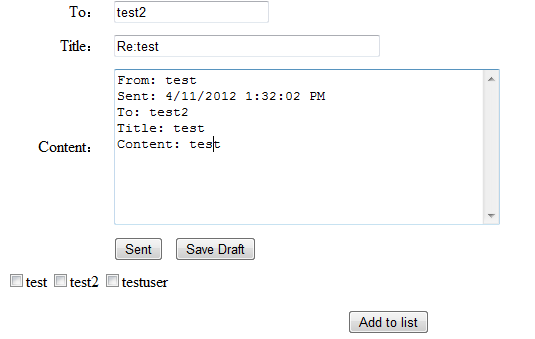 To： test2
Title： Re:test
From: test
Sent: 4/11/2012 1:32:02 PM
To: test2
Title: test
Content： Content: test
Sent Save Draft
test test2 testuser
Add to list